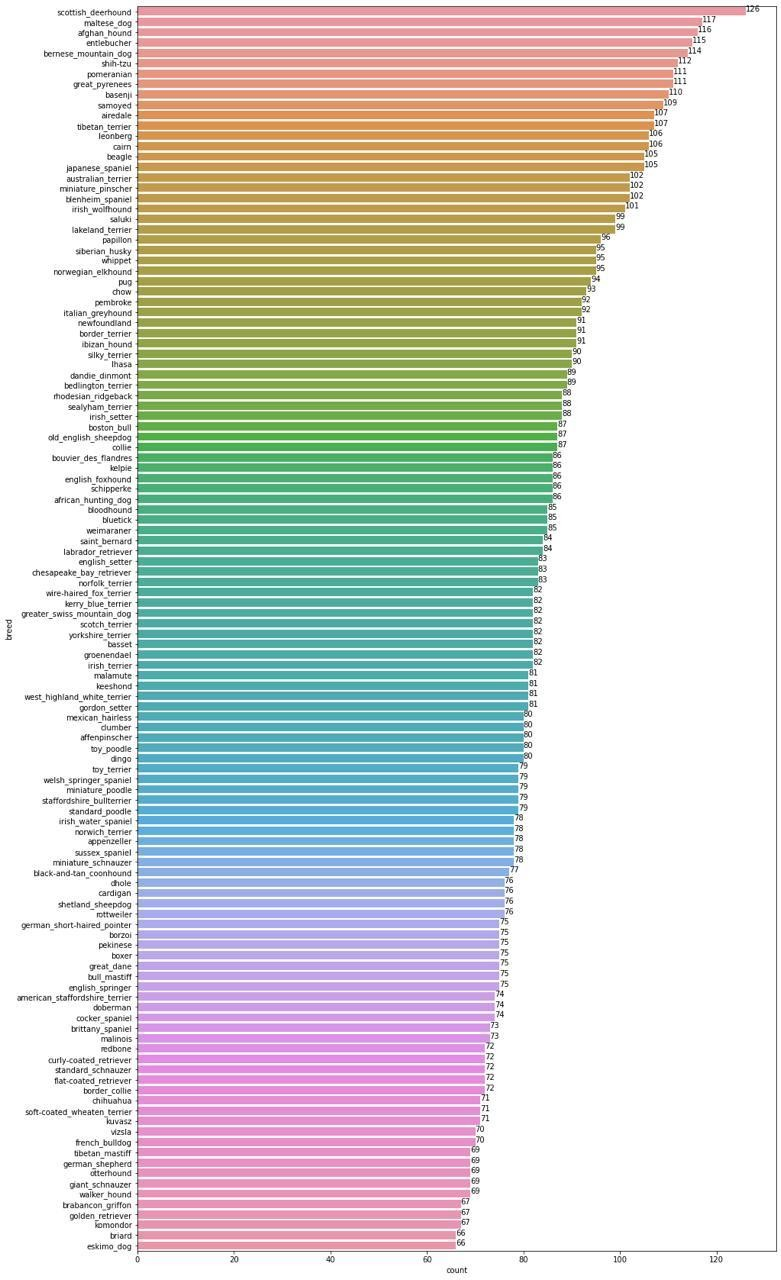 scottish_deerhound 126
maltese_dog 117
afghan_hound 116
entlebucher 115
bernese_mountain_dog 114
shih-tzu 112
pomeranian 111
great_pyrenees 111
basenji 110
samoyed 109
airedale 107
tibetan_terrier 107
leonberg 106
cairn 106
beagle 105
japanese_spaniel 105
australian_terrier 102
miniature_pinscher 102
blenheim_spaniel 102
irish_wolfhound 101
saluki 99
lakeland_terrier 99
papillon 96
siberian_husky 95
whippet 95
norwegian_elkhound 95
pug 94
chow 93
pembroke 92
italian_greyhound 92
newfoundland 91
border_terrier 91
ibizan_hound 91
silky_terrier 90
lhasa 90
dandie_dinmont 89
bedlington_terrier 89
rhodesian_ridgeback 88
sealyham_terrier 88
irish_setter 88
boston_bull 87
old_english_sheepdog 87
collie 87
bouvier_des_flandres 86
kelpie 86
english_foxhound 86
schipperke 86
african_hunting_dog 86
bloodhound 85
bluetick 85
weimaraner 85
saint_bernard 84
labrador_retriever 84
english_setter 83
chesapeake_bay_retriever 83
norfolk_terrier 83
wire-haired_fox_terrier 82
kerry_blue_terrier 82
greater_swiss_mountain_dog 82
scotch_terrier 82
yorkshire_terrier 82
basset 82
groenendael 82
irish_terrier 82
malamute 81
keeshond 81
west_highland_white_terrier 81
gordon_setter 81
mexican_hairless 80
clumber 80
affenpinscher 80
toy_poodle 80
dingo 80
toy_terrier 79
welsh_springer_spaniel 79
miniature_poodle 79
staffordshire_bullterrier 79
standard_poodle 79
irish_water_spaniel 78
norwich_terrier 78
appenzeller 78
sussex_spaniel 78
miniature_schnauzer 78
black-and-tan_coonhound 77
dhole 76
cardigan 76
shetland_sheepdog 76
rottweiler 76
german_short-haired_pointer 75
borzoi 75
pekinese 75
boxer 75
great_dane 75
bull_mastiff 75
english_springer 75
american_staffordshire_terrier 74
doberman 74
cocker_spaniel 74
brittany_spaniel 73
malinois 73
redbone 72
curly-coated_retriever 72
standard_schnauzer 72
flat-coated_retriever 72
border_collie 72
chihuahua 71
soft-coated_wheaten_terrier 71
kuvasz 71
vizsla 70
french_bulldog 70
tibetan_mastiff 69
german_shepherd 69
otterhound 69
giant_schnauzer 69
walker_hound 69
brabancon_griffon 67
golden_retriever 67
komondor 67
briard 66
eskimo_dog 66
breed
0 20 40 60 80 100 120
count